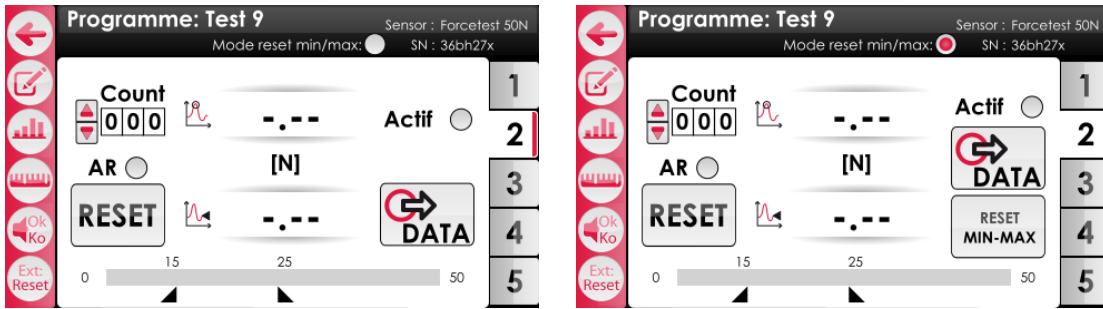 Programme: Test 9
Sensor : Forcetest 50N
Mode reset min/max:
SN : 36bh27x
Count
000
-.--
Actif
AR
[N]
RESET
-.--
DATA
Ok
Ko
Ext:
Reset
0
15
25
50
1
2
3
4
5
Programme: Test 9
Sensor : Forcetest 50N
Mode reset min/max:
SN : 36bh27x
Count
000
-.--
Actif
AR
[N]
DATA
RESET
-.--
RESET
MIN-MAX
Ok
Ko
Ext:
Reset
0
15
25
50
1
2
3
4
5